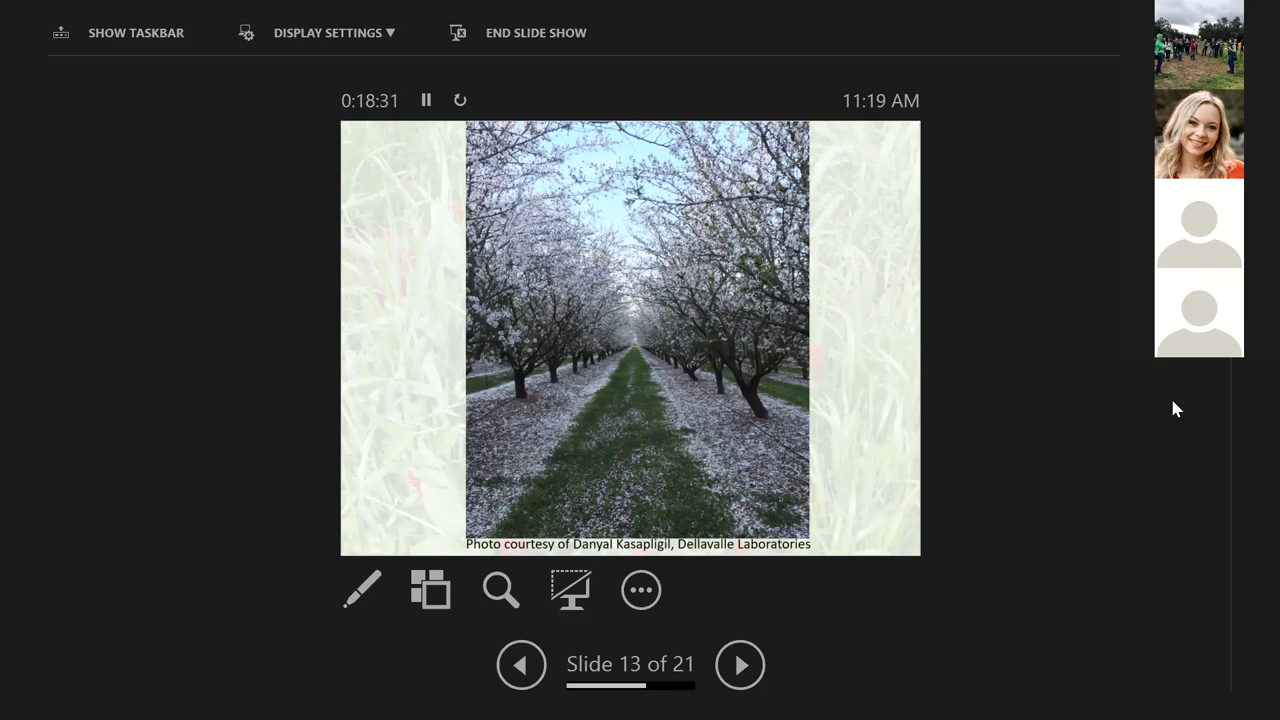 SHOW TASKBAR
DISPLAY SETTINGS ▼
END SLIDE SHOW
0:18:31
11:19 AM
Photo courtesy of Danyal Kasapligil, Dellavalle Laboratories
Slide 13 of 21